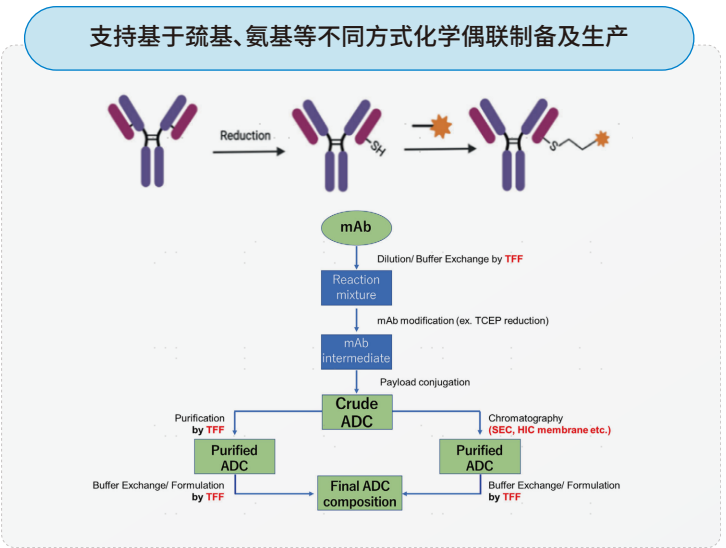 支持基于巯基、氨基等不同方式化学偶联制备及生产
Reduction
SH
S
mAb
Dilution/ Buffer Exchange by TFF
Reaction
mixture
mAb modification (ex. TCEP reduction)
mAb
intermediate
Payload conjugation
Crude
ADC
Purification
by TFF
Chromatography
(SEC, HIC membrane etc.)
Purified
ADC
Purified
ADC
Buffer Exchange/ Formulation
by TFF
Final ADC
composition
Buffer Exchange/ Formulation
by TFF